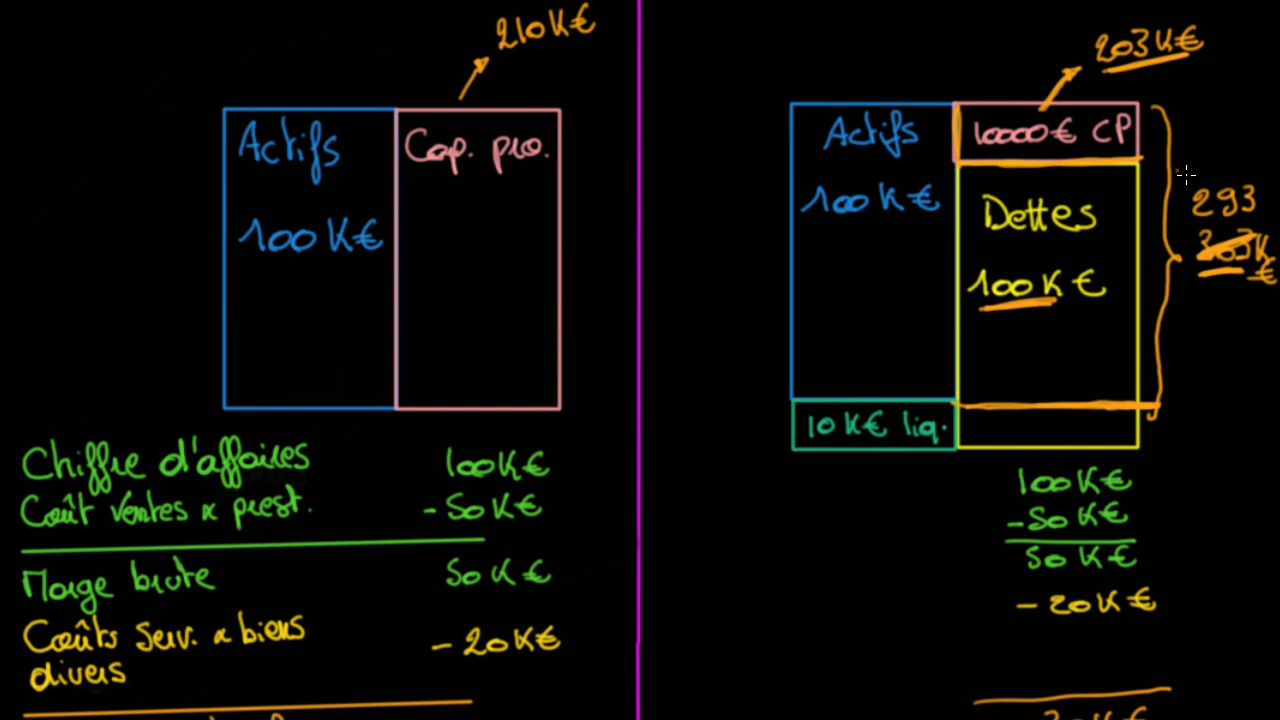 210K€
Actifs
Cap. pro.
100K€
203K€
Actifs
10000€ CP
100K€
Dettes
100K€
293
303K
€
10K€ liq.
Chiffre d'affaires 100K€
Coût ventes & prest. -50K€
Marge brute 50K€
Coûts serv. & biens
divers -20K€
100K€
-50K€
50K€
-20K€